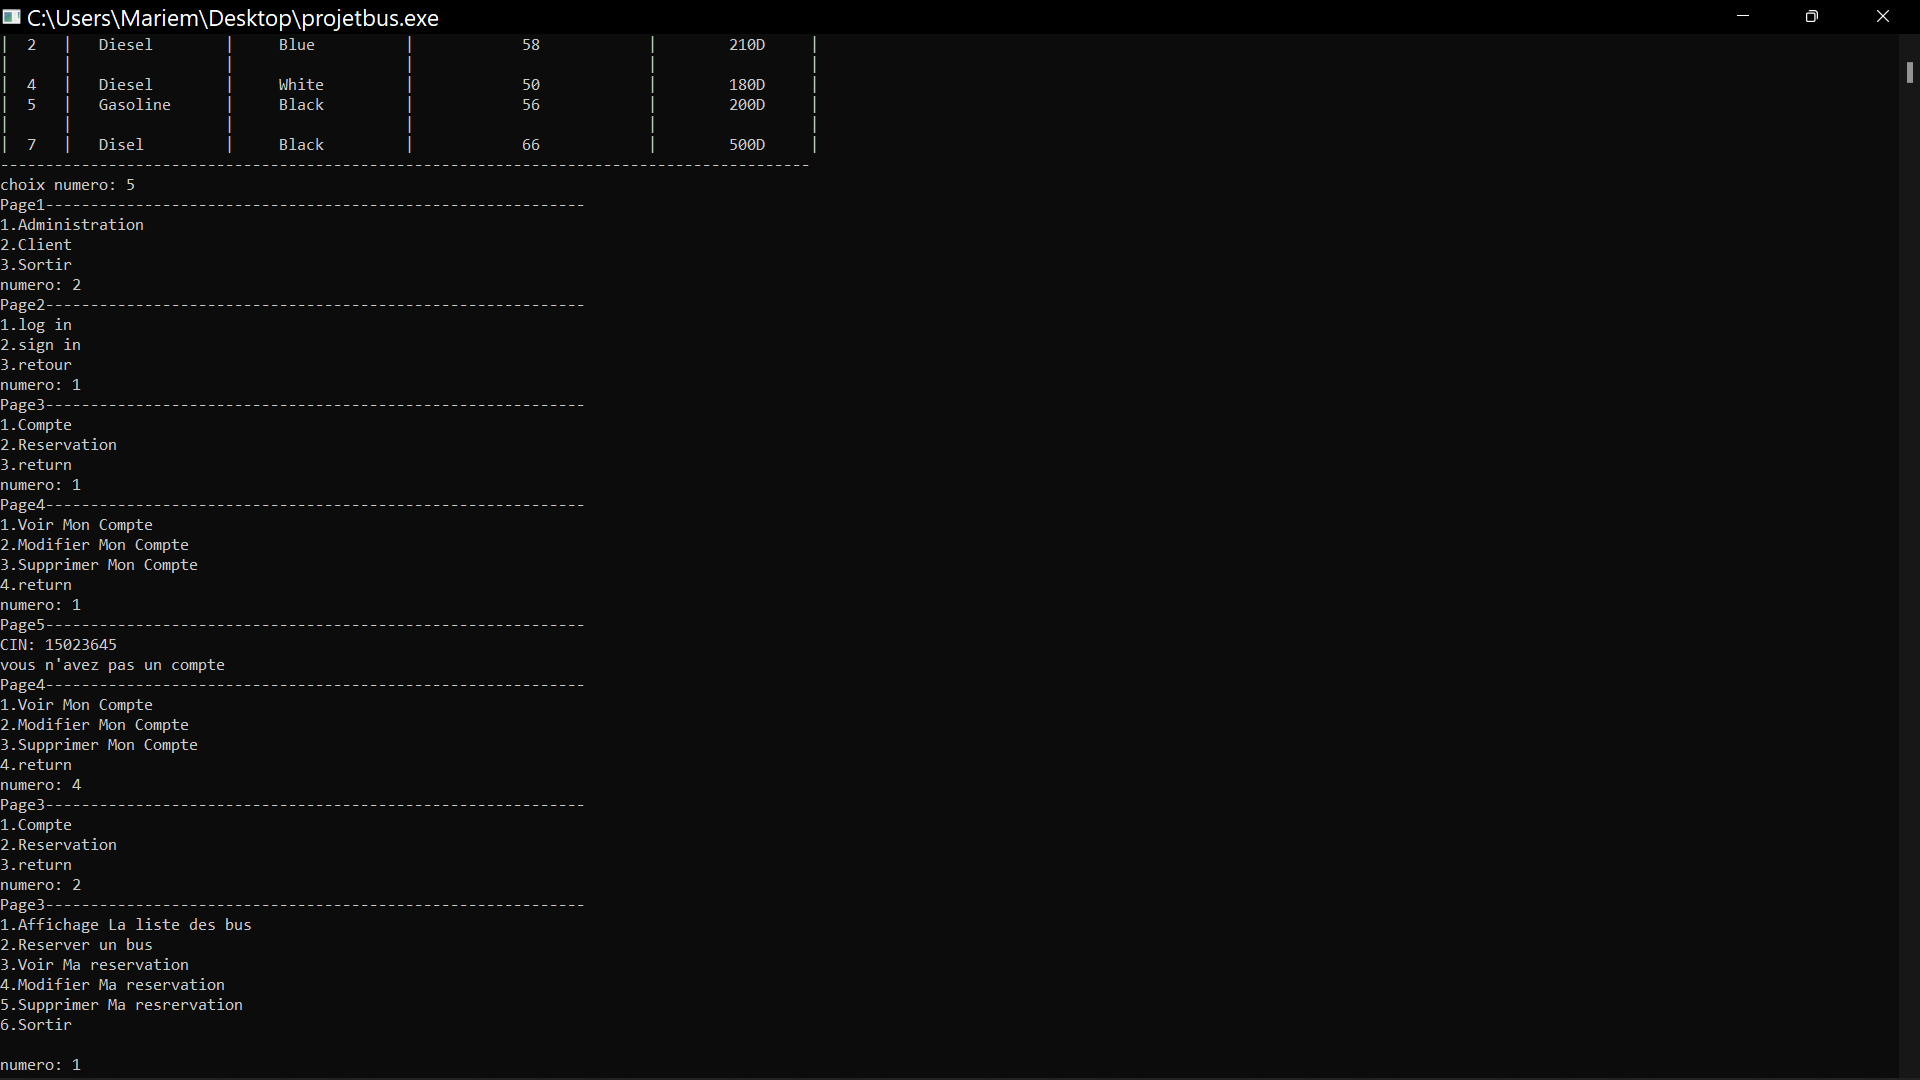 C:\Users\Mariem\Desktop\projetbus.exe
| 2 | Diesel | Blue | 58 | 210D |
| | | | | |
| 4 | Diesel | White | 50 | 180D |
| 5 | Gasoline | Black | 56 | 200D |
| | | | | |
| 7 | Disel | Black | 66 | 500D |
------------------------------------------------------------------------------------------
choix numero: 5
Page1------------------------------------------------------------
1.Administration
2.Client
3.Sortir
numero: 2
Page2------------------------------------------------------------
1.log in
2.sign in
3.retour
numero: 1
Page3------------------------------------------------------------
1.Compte
2.Reservation
3.return
numero: 1
Page4------------------------------------------------------------
1.Voir Mon Compte
2.Modifier Mon Compte
3.Supprimer Mon Compte
4.return
numero: 1
Page5------------------------------------------------------------
CIN: 15023645
vous n'avez pas un compte
Page4------------------------------------------------------------
1.Voir Mon Compte
2.Modifier Mon Compte
3.Supprimer Mon Compte
4.return
numero: 4
Page3------------------------------------------------------------
1.Compte
2.Reservation
3.return
numero: 2
Page3------------------------------------------------------------
1.Affichage La liste des bus
2.Reserver un bus
3.Voir Ma reservation
4.Modifier Ma reservation
5.Supprimer Ma resrervation
6.Sortir
numero: 1